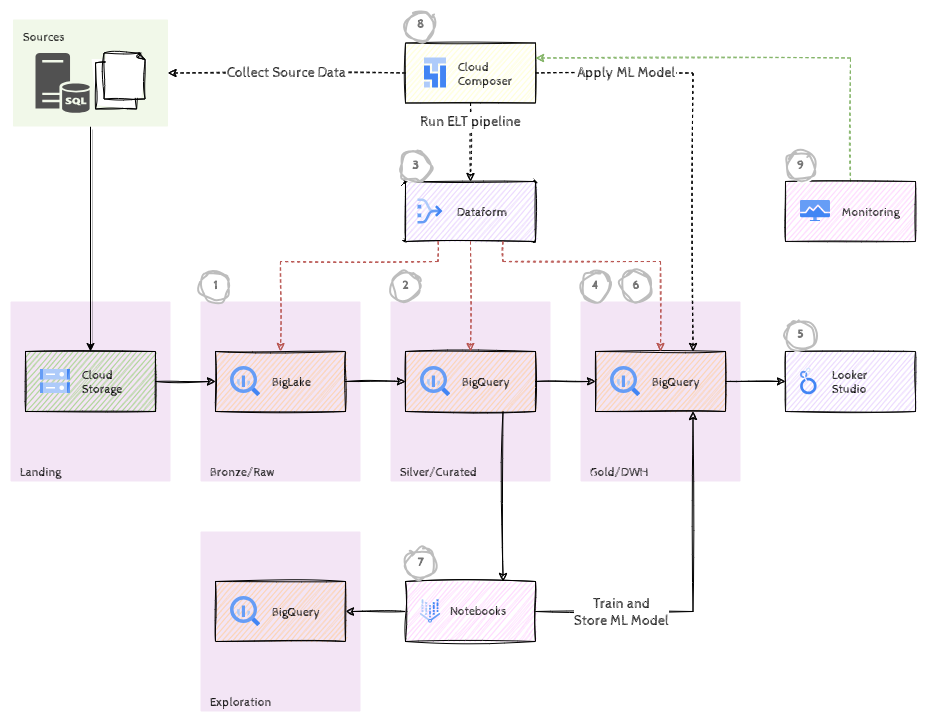 8
Sources
Cloud
Composer
SQL
Collect Source Data
Apply ML Model
Run ELT pipeline
3
9
Dataform
Monitoring
1
2
4
6
5
Cloud
Storage
BigLake
BigQuery
BigQuery
Looker
Studio
Landing
Bronze/Raw
Silver/Curated
Gold/DWH
7
BigQuery
Notebooks
Train and
Store ML Model
Exploration